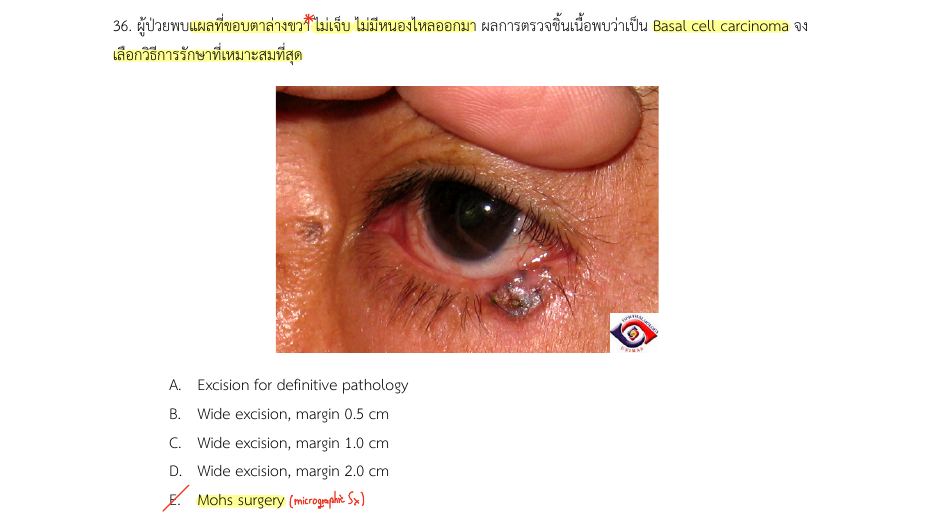 36. ผู้ป่วยพบแผลที่ขอบตาล่างขวา ไม่เจ็บ ไม่มีหนองไหลออกมา ผลการตรวจชิ้นเนื้อพบว่าเป็น Basal cell carcinoma จง
เลือกวิธีการรักษาที่เหมาะสมที่สุด
A. Excision for definitive pathology
B. Wide excision, margin 0.5 cm
C. Wide excision, margin 1.0 cm
D. Wide excision, margin 2.0 cm
E. Mohs surgery (micrographic Sx)